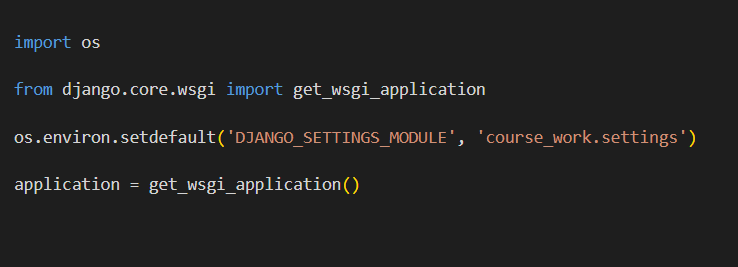 import os
from django.core.wsgi import get_wsgi_application
os.environ.setdefault('DJANGO_SETTINGS_MODULE', 'course_work.settings')
application = get_wsgi_application()